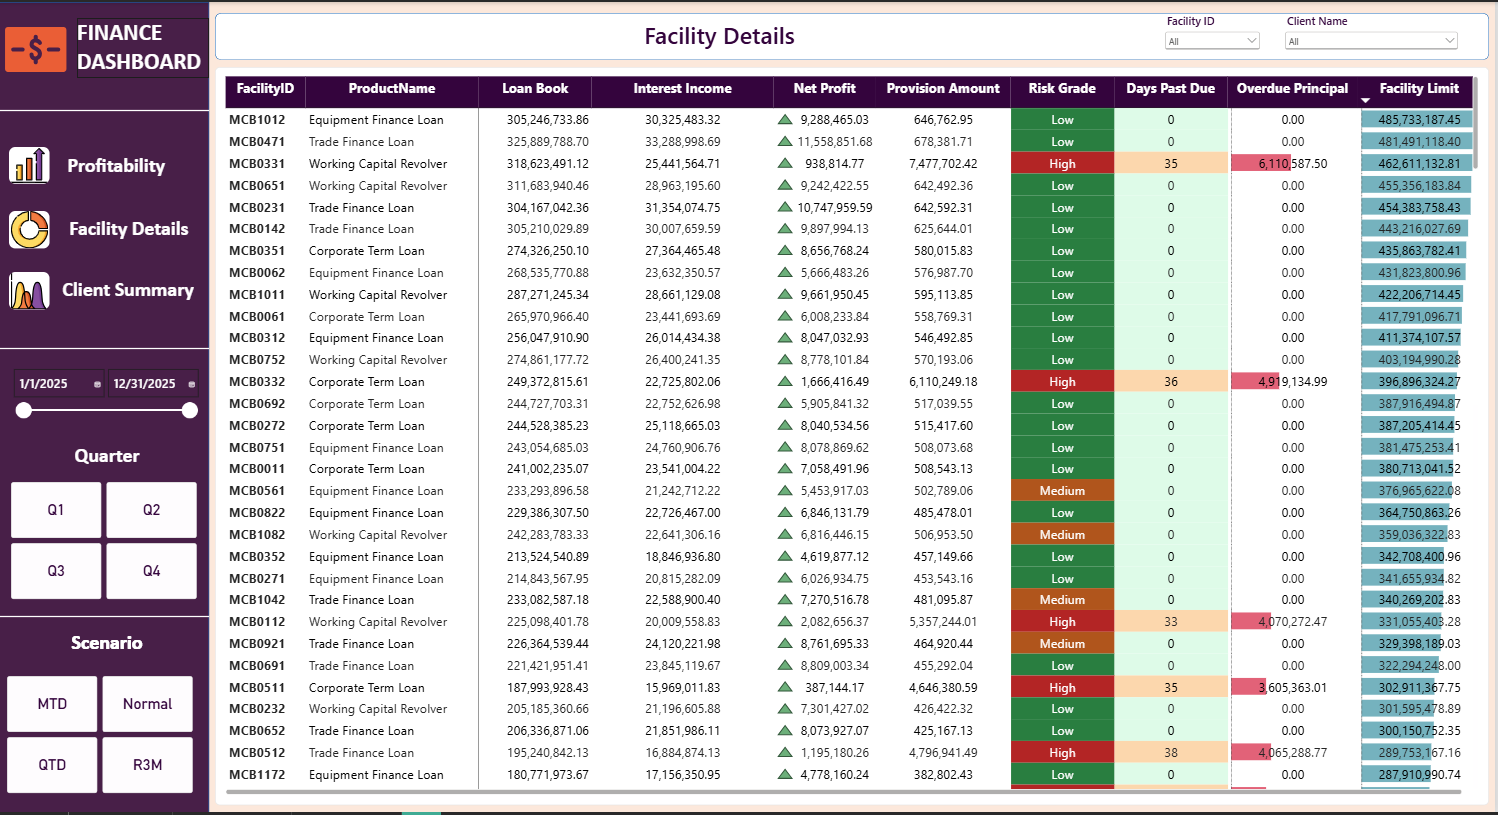 FINANCE
DASHBOARD
Profitability
Facility Details
Client Summary
1/1/2025 12/31/2025
Quarter
Q1 Q2
Q3 Q4
Scenario
MTD Normal
QTD R3M
Facility Details
Facility ID Client Name
All All
FacilityID ProductName Loan Book Interest Income Net Profit Provision Amount Risk Grade Days Past Due Overdue Principal Facility Limit
MCB1012 Equipment Finance Loan 305,246,733.86 30,325,483.32 9,288,465.03 646,762.95 Low 0 0.00 485,733,187.45
MCB0471 Trade Finance Loan 325,889,788.70 33,288,998.69 11,558,851.68 678,381.71 Low 0 0.00 481,491,118.40
MCB0331 Working Capital Revolver 318,623,491.12 25,441,564.71 938,814.77 7,477,702.42 High 35 6,110,587.50 462,611,132.81
MCB0651 Working Capital Revolver 311,683,940.46 28,963,195.60 9,242,422.55 642,492.36 Low 0 0.00 455,356,183.84
MCB0231 Trade Finance Loan 304,167,042.36 31,354,074.75 10,747,959.59 642,592.31 Low 0 0.00 454,383,758.43
MCB0142 Trade Finance Loan 305,210,029.89 30,007,659.59 9,897,994.13 625,644.01 Low 0 0.00 443,216,027.69
MCB0351 Corporate Term Loan 274,326,250.10 27,364,465.48 8,656,768.24 580,015.83 Low 0 0.00 435,863,782.41
MCB0062 Equipment Finance Loan 268,535,770.88 23,632,350.57 5,666,483.26 576,987.70 Low 0 0.00 431,823,800.96
MCB1011 Working Capital Revolver 287,271,245.34 28,661,129.08 9,661,950.45 595,113.85 Low 0 0.00 422,206,714.45
MCB0061 Corporate Term Loan 265,970,966.40 23,441,693.69 6,008,233.84 558,769.31 Low 0 0.00 417,791,096.71
MCB0312 Equipment Finance Loan 256,047,910.90 26,014,434.38 8,047,032.93 546,492.85 Low 0 0.00 411,374,107.57
MCB0752 Working Capital Revolver 274,861,177.72 26,400,241.35 8,778,101.84 570,193.06 Low 0 0.00 403,194,990.28
MCB0332 Corporate Term Loan 249,372,815.61 22,725,802.06 1,666,416.49 6,110,249.18 High 36 4,919,134.99 396,896,324.27
MCB0692 Corporate Term Loan 244,727,703.31 22,752,626.98 5,905,841.32 517,039.55 Low 0 0.00 387,916,494.87
MCB0272 Corporate Term Loan 244,528,385.23 25,118,665.03 8,040,534.56 515,417.60 Low 0 0.00 387,205,414.45
MCB0751 Equipment Finance Loan 243,054,685.03 24,760,906.76 8,078,869.62 508,073.68 Low 0 0.00 381,475,253.41
MCB0011 Corporate Term Loan 241,002,235.07 23,541,004.22 7,058,491.96 508,543.13 Low 0 0.00 380,713,041.52
MCB0561 Equipment Finance Loan 233,293,896.58 21,242,712.22 5,453,917.03 502,789.06 Medium 0 0.00 376,965,622.08
MCB0822 Equipment Finance Loan 229,386,307.50 22,726,467.00 6,846,131.79 485,478.01 Low 0 0.00 364,750,863.26
MCB1082 Working Capital Revolver 242,283,783.33 22,641,306.16 6,816,446.15 506,953.50 Medium 0 0.00 359,036,322.83
MCB0352 Equipment Finance Loan 213,524,540.89 18,846,936.80 4,619,877.12 457,149.66 Low 0 0.00 342,708,400.96
MCB0271 Equipment Finance Loan 214,843,567.95 20,815,282.09 6,026,934.75 453,543.16 Low 0 0.00 341,655,934.82
MCB1042 Trade Finance Loan 233,082,587.18 22,588,900.40 7,270,516.78 481,095.87 Medium 0 0.00 340,269,202.83
MCB0112 Working Capital Revolver 225,098,401.78 20,009,558.83 2,082,656.37 5,357,244.01 High 33 4,070,272.47 331,055,403.28
MCB0921 Trade Finance Loan 226,364,539.44 24,120,221.98 8,761,695.33 464,920.44 Medium 0 0.00 329,398,189.03
MCB0691 Trade Finance Loan 221,421,951.41 23,845,119.67 8,809,003.34 455,292.04 Low 0 0.00 322,294,248.00
MCB0511 Corporate Term Loan 187,993,928.43 15,969,011.83 387,144.17 4,646,380.59 High 35 3,605,363.01 302,911,367.75
MCB0232 Working Capital Revolver 205,185,360.66 21,196,605.88 7,301,427.02 426,422.32 Low 0 0.00 301,595,478.89
MCB0652 Trade Finance Loan 206,336,871.06 21,851,986.11 8,073,927.07 425,167.13 Low 0 0.00 300,150,752.35
MCB0512 Trade Finance Loan 195,240,842.13 16,884,874.13 1,195,180.26 4,796,941.49 High 38 4,065,288.77 289,753,167.16
MCB1172 Equipment Finance Loan 180,771,973.67 17,156,350.95 4,778,160.24 382,802.43 Low 0 0.00 287,910,990.74